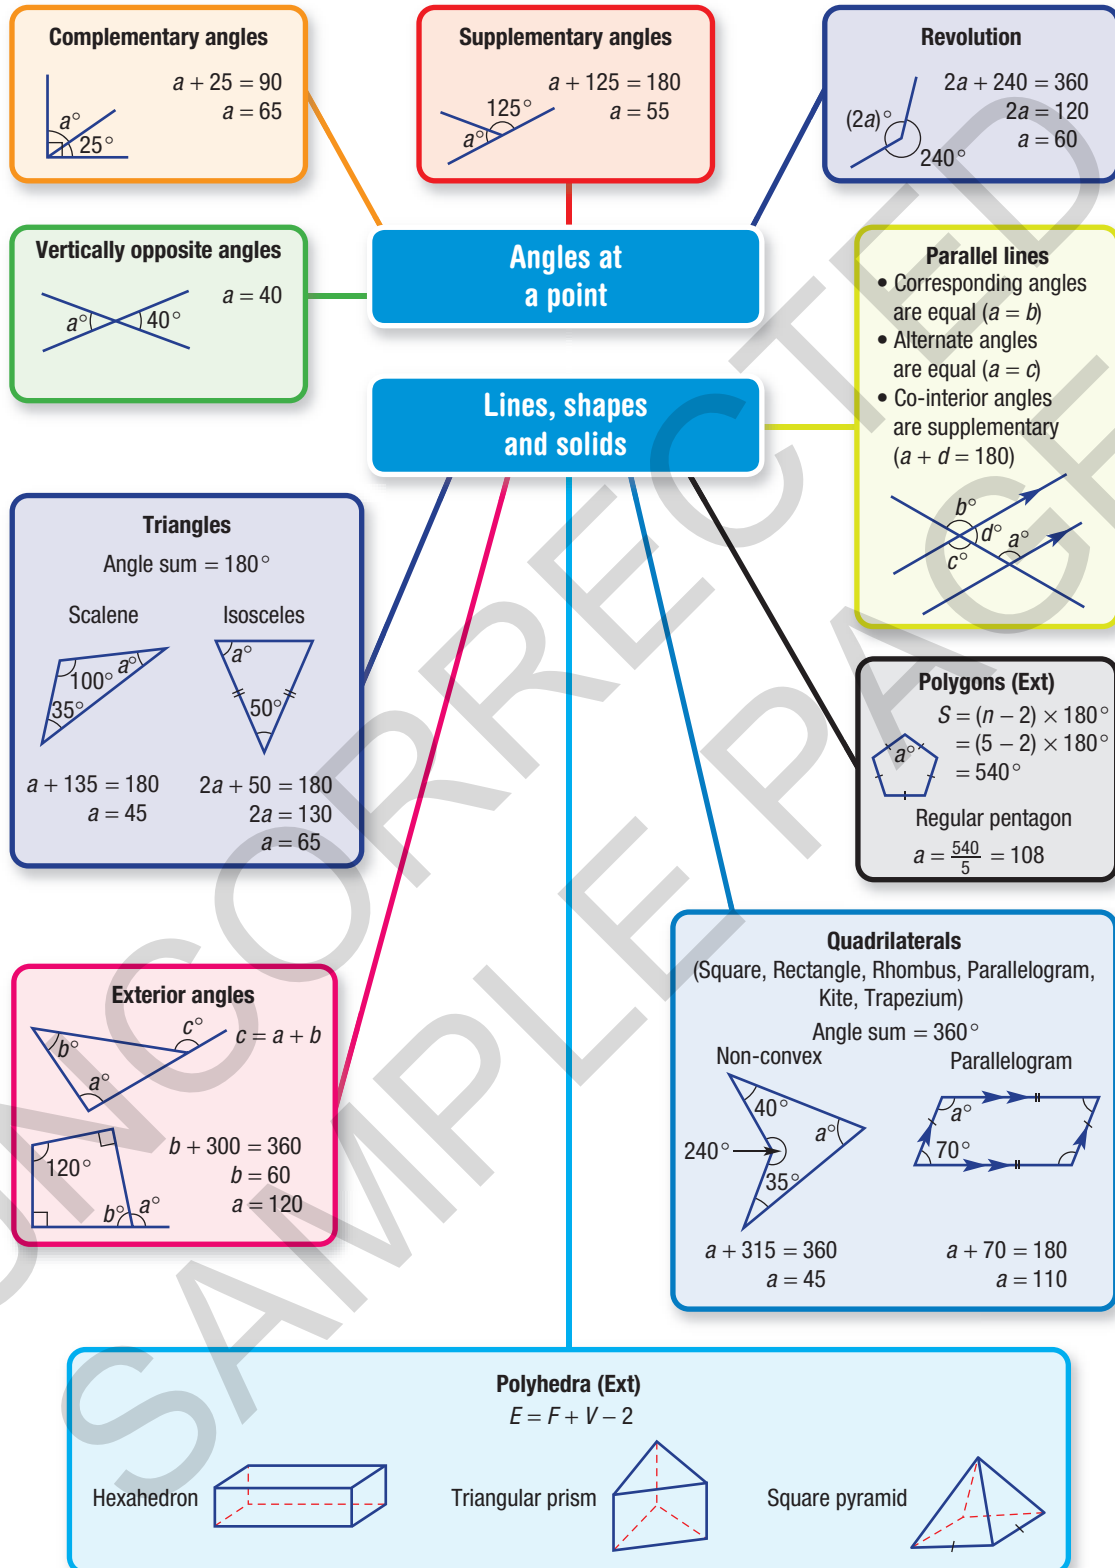 Complementary angles
a + 25 = 90
a = 65
a°
25°
Supplementary angles
a + 125 = 180
a = 55
125°
a°
Revolution
2a + 240 = 360
2a = 120
a = 60
(2a)°
240°
Vertically opposite angles
a = 40
a°
40°
Angles at
a point
Lines, shapes
and solids
Parallel lines
• Corresponding angles
are equal (a = b)
• Alternate angles
are equal (a = c)
• Co-interior angles
are supplementary
(a + d = 180)
b°
d°
a°
c°
Triangles
Angle sum = 180°
Scalene
Isosceles
100°
a°
35°
a°
50°
a + 135 = 180
a = 45
2a + 50 = 180
2a = 130
a = 65
Polygons (Ext)
S = (n − 2) × 180°
= (5 − 2) × 180°
= 540°
a°
Regular pentagon
a = 540/5 = 108
Exterior angles
c°
c = a + b
b°
a°
120°
b°
a°
b + 300 = 360
b = 60
a = 120
Quadrilaterals
(Square, Rectangle, Rhombus, Parallelogram,
Kite, Trapezium)
Angle sum = 360°
Non-convex
Parallelogram
40°
a°
240°
35°
a°
70°
a + 315 = 360
a = 45
a + 70 = 180
a = 110
Polyhedra (Ext)
E = F + V − 2
Hexahedron
Triangular prism
Square pyramid
UNCORRECTED
SAMPLE PAGE